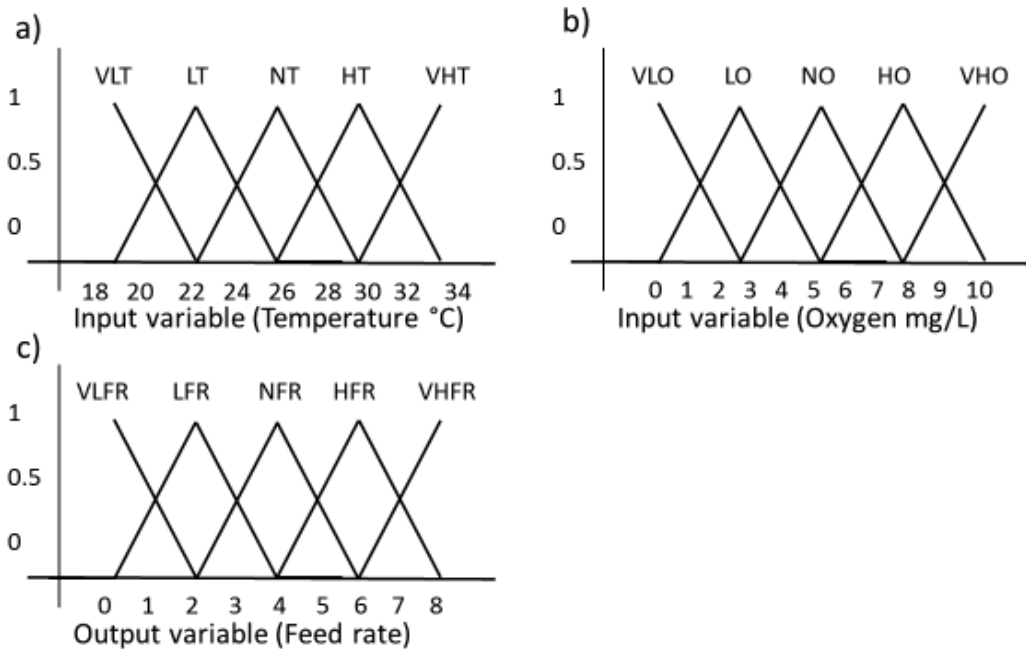 a)
VLT LT NT HT VHT
1
0.5
0
18 20 22 24 26 28 30 32 34
Input variable (Temperature °C)
b)
VLO LO NO HO VHO
1
0.5
0
0 1 2 3 4 5 6 7 8 9 10
Input variable (Oxygen mg/L)
c)
VLFR LFR NFR HFR VHFR
1
0.5
0
0 1 2 3 4 5 6 7 8
Output variable (Feed rate)